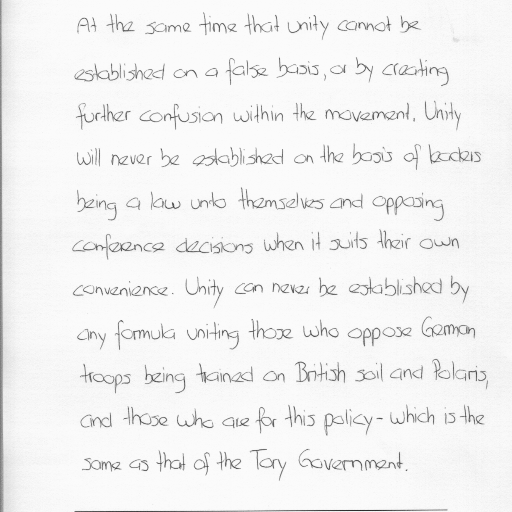 At the same time that unity cannot be
established on a false basis, or by creating
further confusion within the movement. Unity
will never be established on the basis of leaders
being a law unto themselves and opposing
conference decisions when it suits their own
convenience. Unity can never be established by
any formula uniting those who oppose German
troops being trained on British soil and Polaris,
and those who are for this policy - which is the
same as that of the Tory Government.